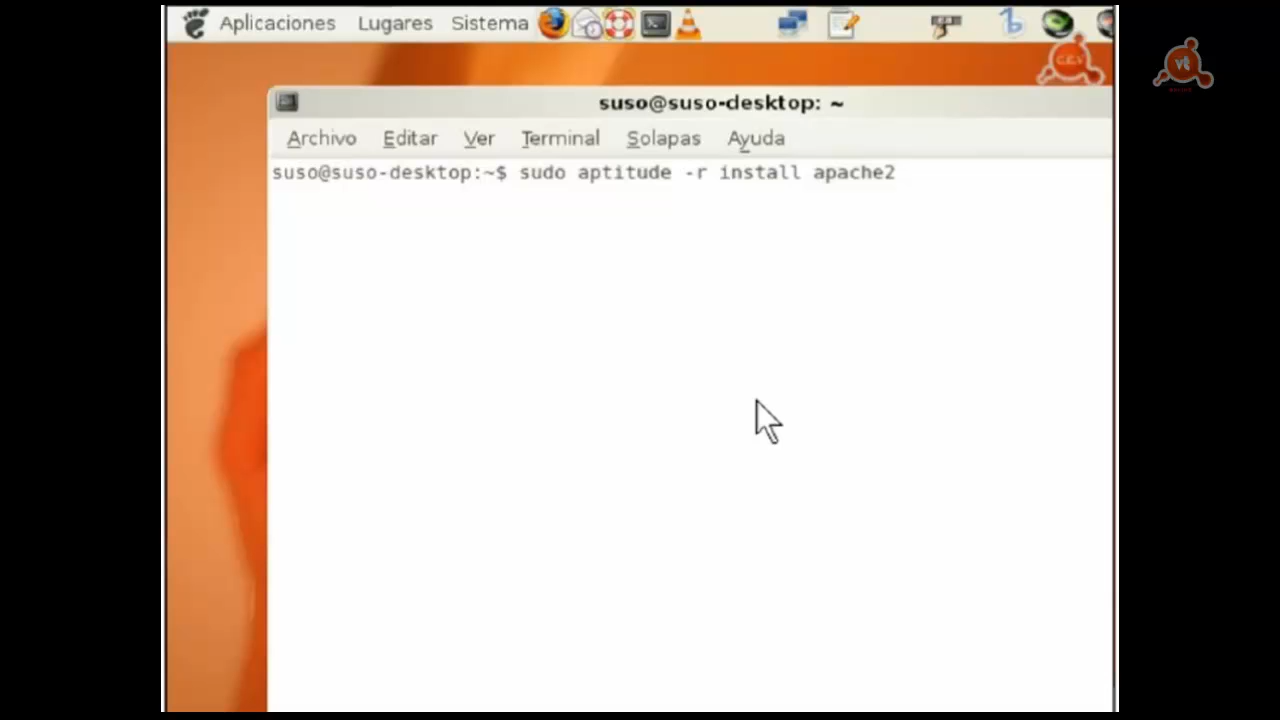 Aplicaciones Lugares Sistema
suso@suso-desktop: ~
Archivo Editar Ver Terminal Solapas Ayuda
suso@suso-desktop:~$ sudo aptitude -r install apache2
vt